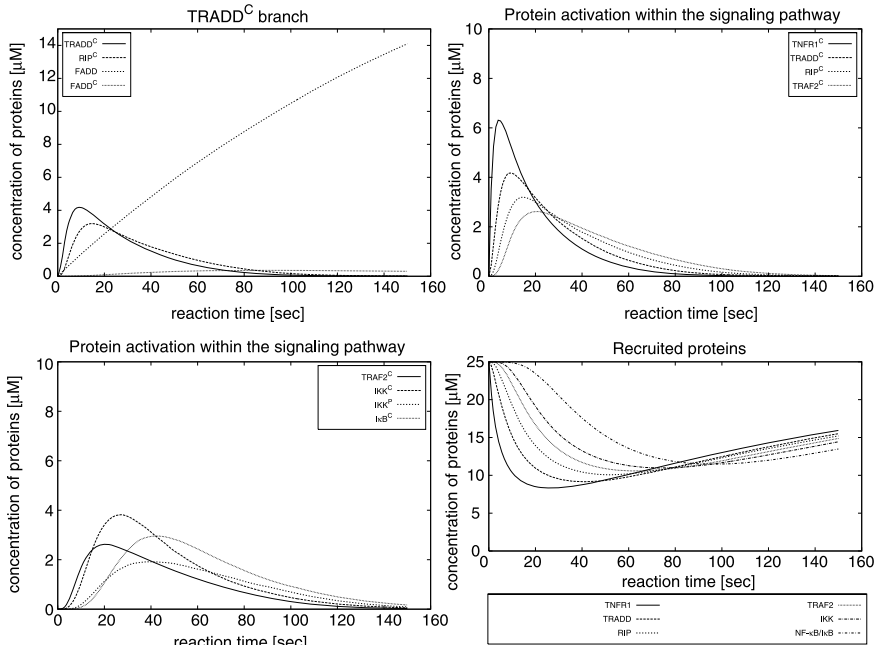 TRADD^C branch
concentration of proteins [μM]
14
12
10
8
6
4
2
0
TRADD^C
RIP^C
FADD
FADD^C
0 20 40 60 80 100 120 140 160
reaction time [sec]
Protein activation within the signaling pathway
concentration of proteins [μM]
10
8
6
4
2
0
TNFR1^C
TRADD^C
RIP^C
TRAF2^C
0 20 40 60 80 100 120 140 160
reaction time [sec]
Protein activation within the signaling pathway
concentration of proteins [μM]
10
8
6
4
2
0
TRAF2^C
IKK^C
IKK^P
IκB^C
0 20 40 60 80 100 120 140 160
reaction time [sec]
Recruited proteins
concentration of proteins [μM]
25
20
15
10
5
0
0 20 40 60 80 100 120 140 160
reaction time [sec]
TNFR1
TRADD
RIP
TRAF2
IKK
NF-κB/IκB